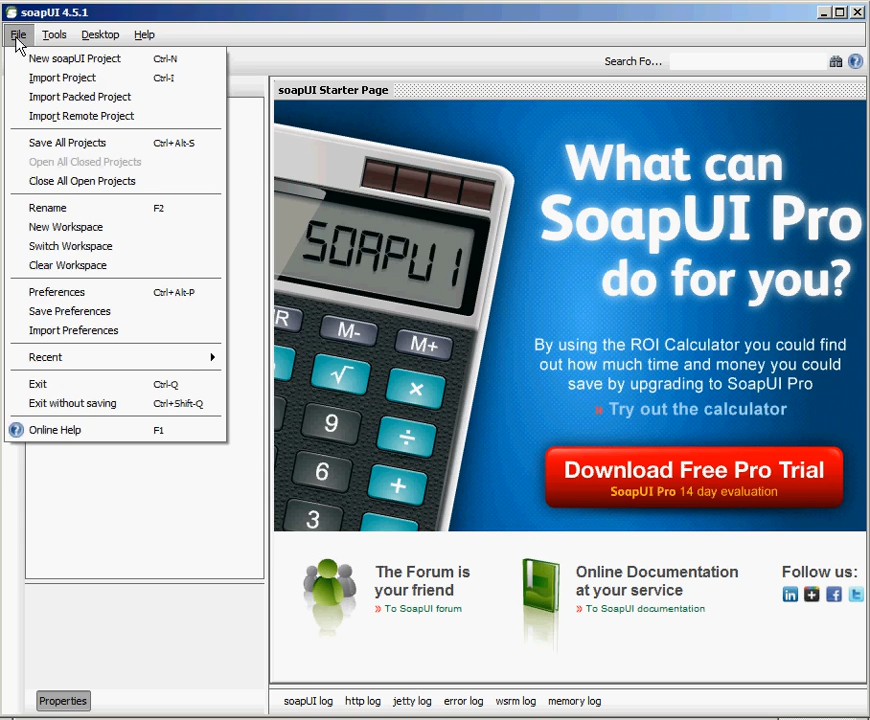 soapUI 4.5.1
File Tools Desktop Help
New soapUI Project Ctrl-N
Import Project Ctrl-I
Import Packed Project
Import Remote Project
Save All Projects Ctrl+Alt-S
Open All Closed Projects
Close All Open Projects
Rename F2
New Workspace
Switch Workspace
Clear Workspace
Preferences Ctrl+Alt-P
Save Preferences
Import Preferences
Recent
Exit Ctrl-Q
Exit without saving Ctrl+Shift-Q
Online Help F1
Properties
Search Fo...
soapUI Starter Page
SOAPUI
M- M+
√ ×
9 ÷
6 +
3
What can
SoapUI Pro
do for you?
By using the ROI Calculator you could find
out how much time and money you could
save by upgrading to SoapUI Pro
» Try out the calculator
Download Free Pro Trial
SoapUI Pro 14 day evaluation
The Forum is
your friend
» To SoapUI forum
Online Documentation
at your service
» To SoapUI documentation
Follow us:
soapUI log http log jetty log error log wsrm log memory log